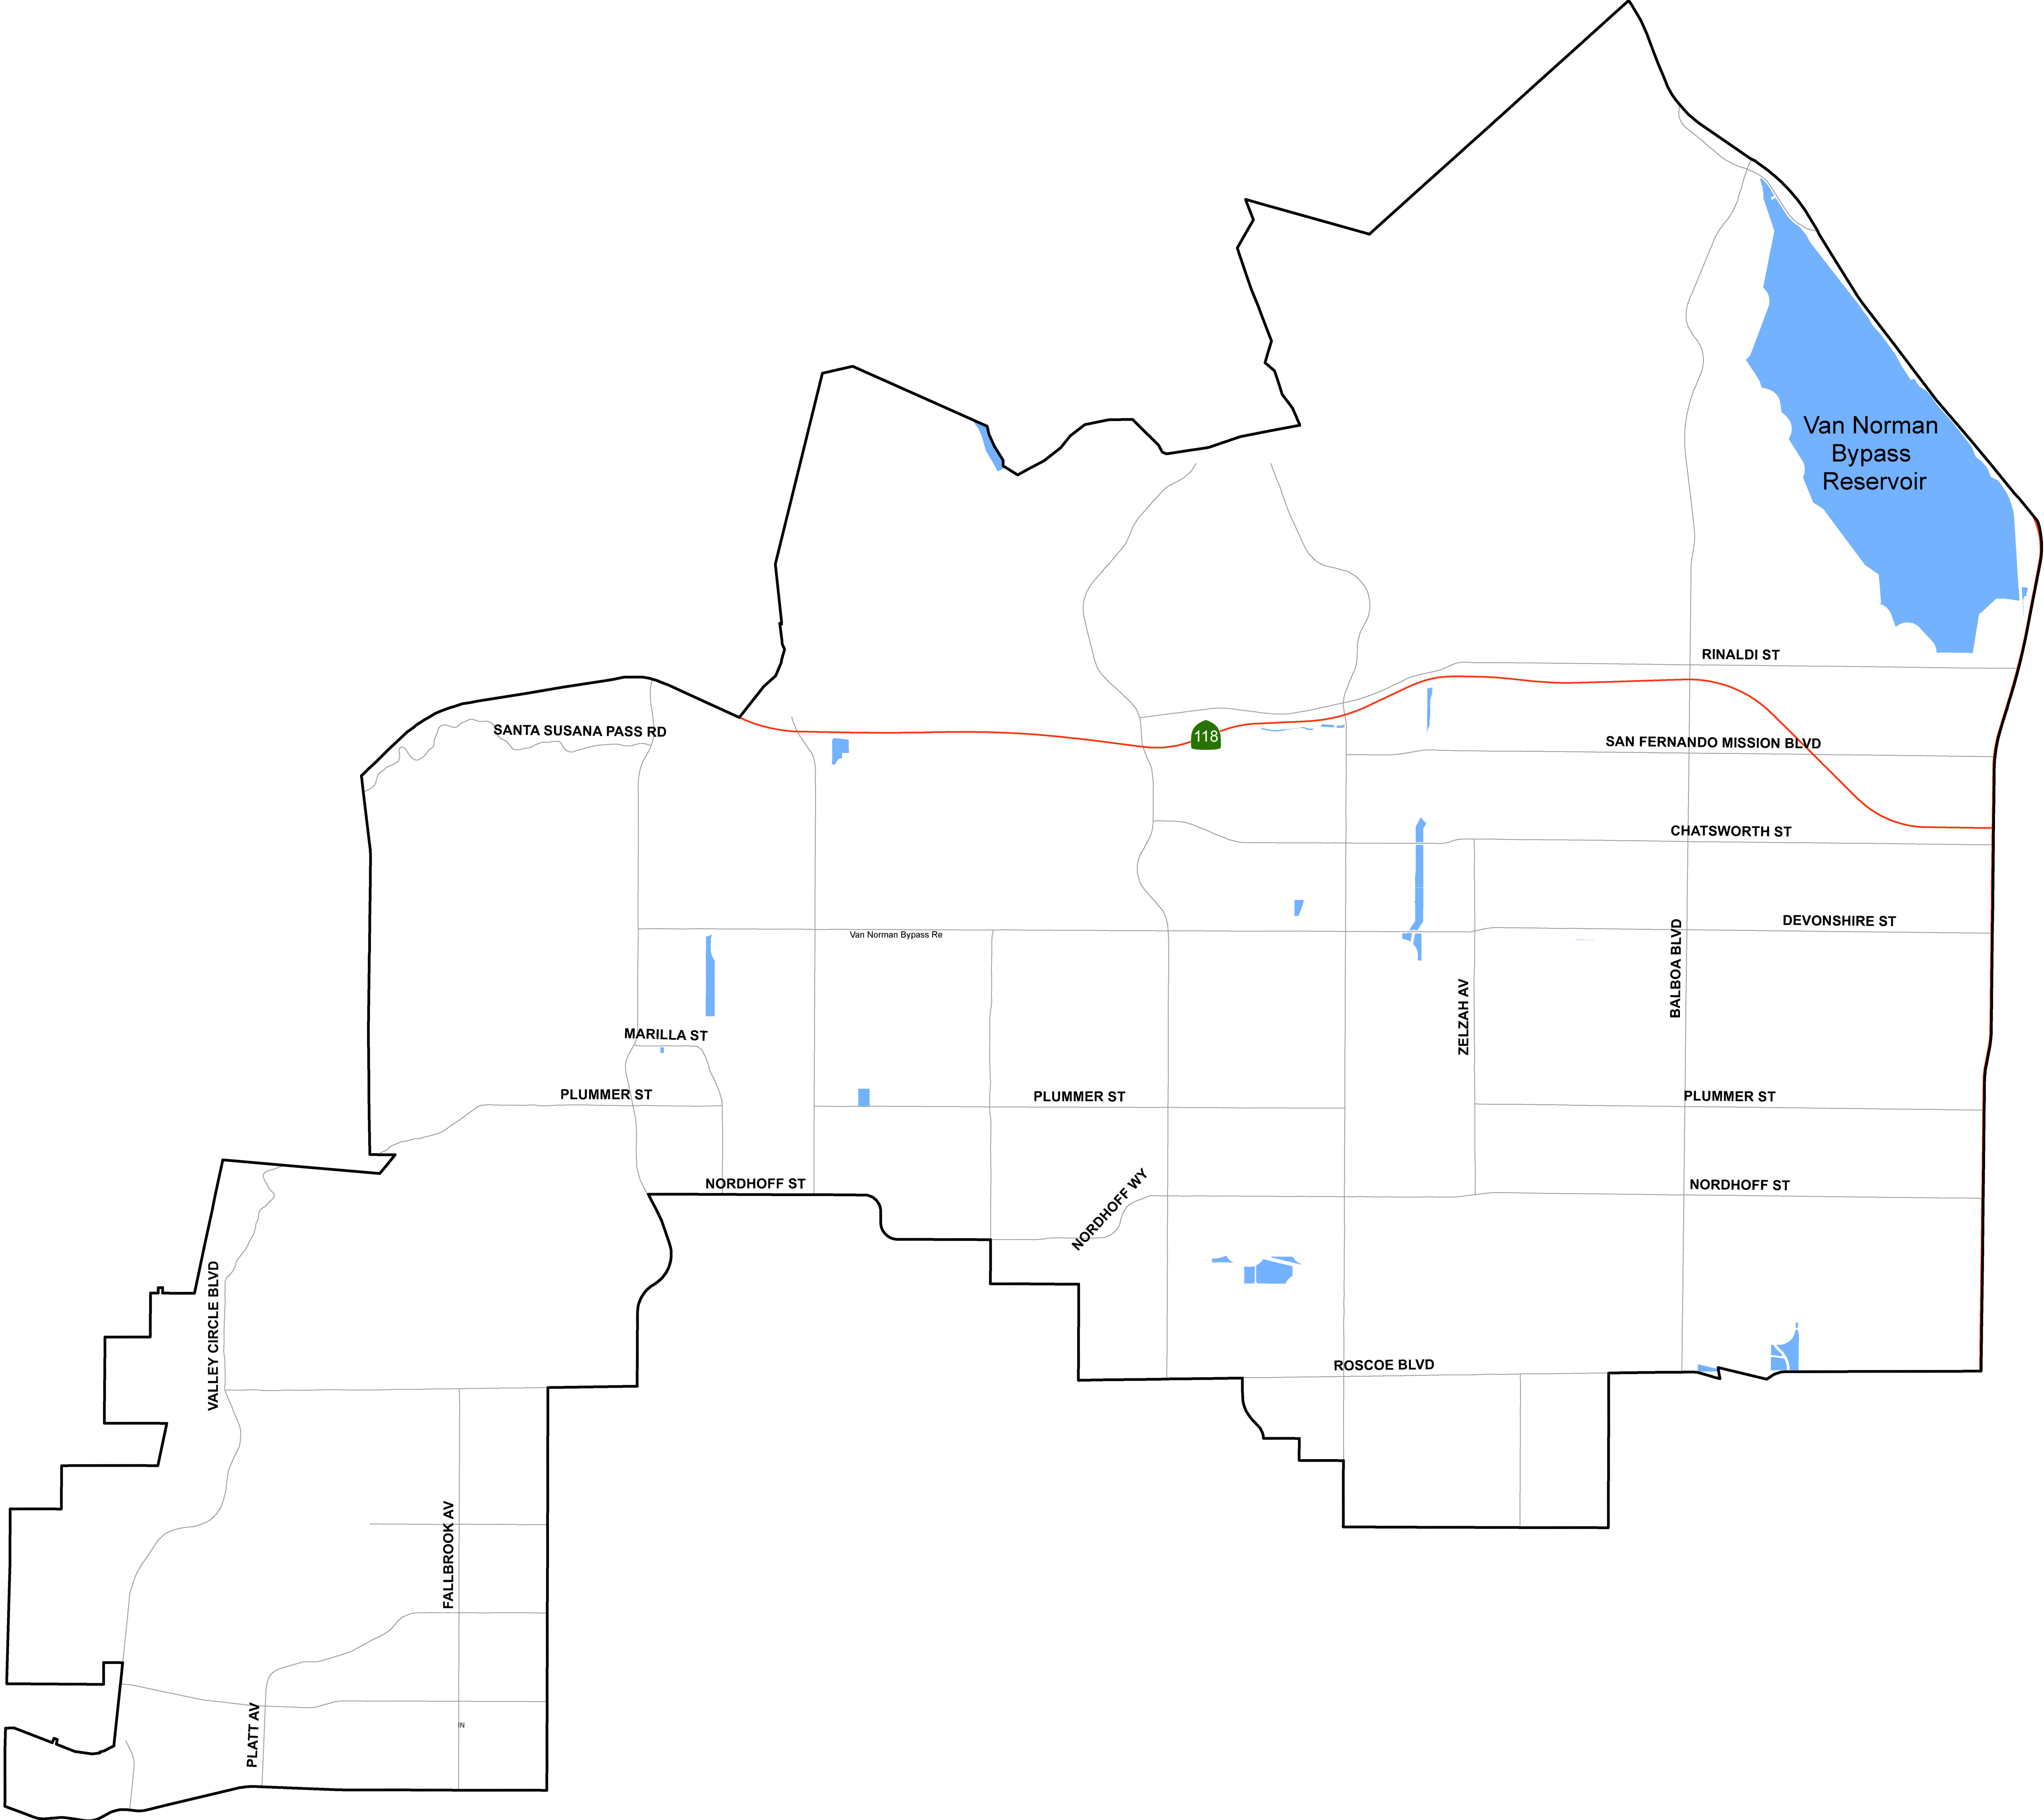 Van Norman
Bypass
Reservoir
RINALDI ST
SANTA SUSANA PASS RD
118
SAN FERNANDO MISSION BLVD
CHATSWORTH ST
DEVONSHIRE ST
Van Norman Bypass Re
BALBOA BLVD
ZELZAH AV
MARILLA ST
PLUMMER ST
PLUMMER ST
PLUMMER ST
NORDHOFF ST
NORDHOFF WY
NORDHOFF ST
VALLEY CIRCLE BLVD
ROSCOE BLVD
FALLBROOK AV
PLATT AV
IN